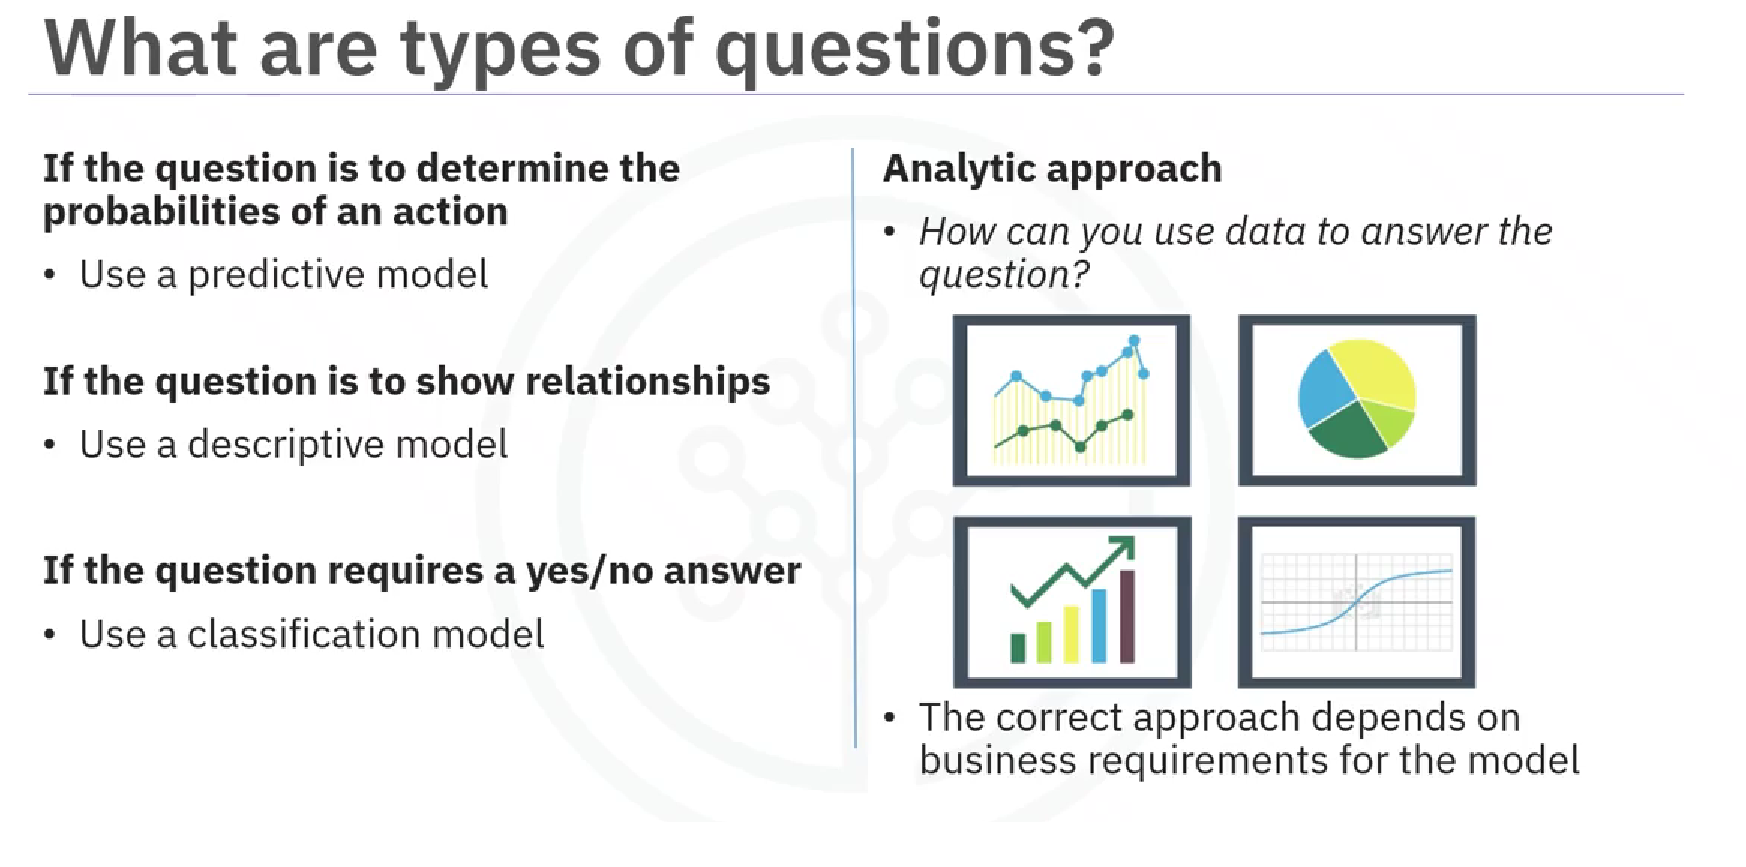 What are types of questions?
If the question is to determine the
probabilities of an action
• Use a predictive model
If the question is to show relationships
• Use a descriptive model
If the question requires a yes/no answer
• Use a classification model
Analytic approach
• How can you use data to answer the
question?
• The correct approach depends on
business requirements for the model